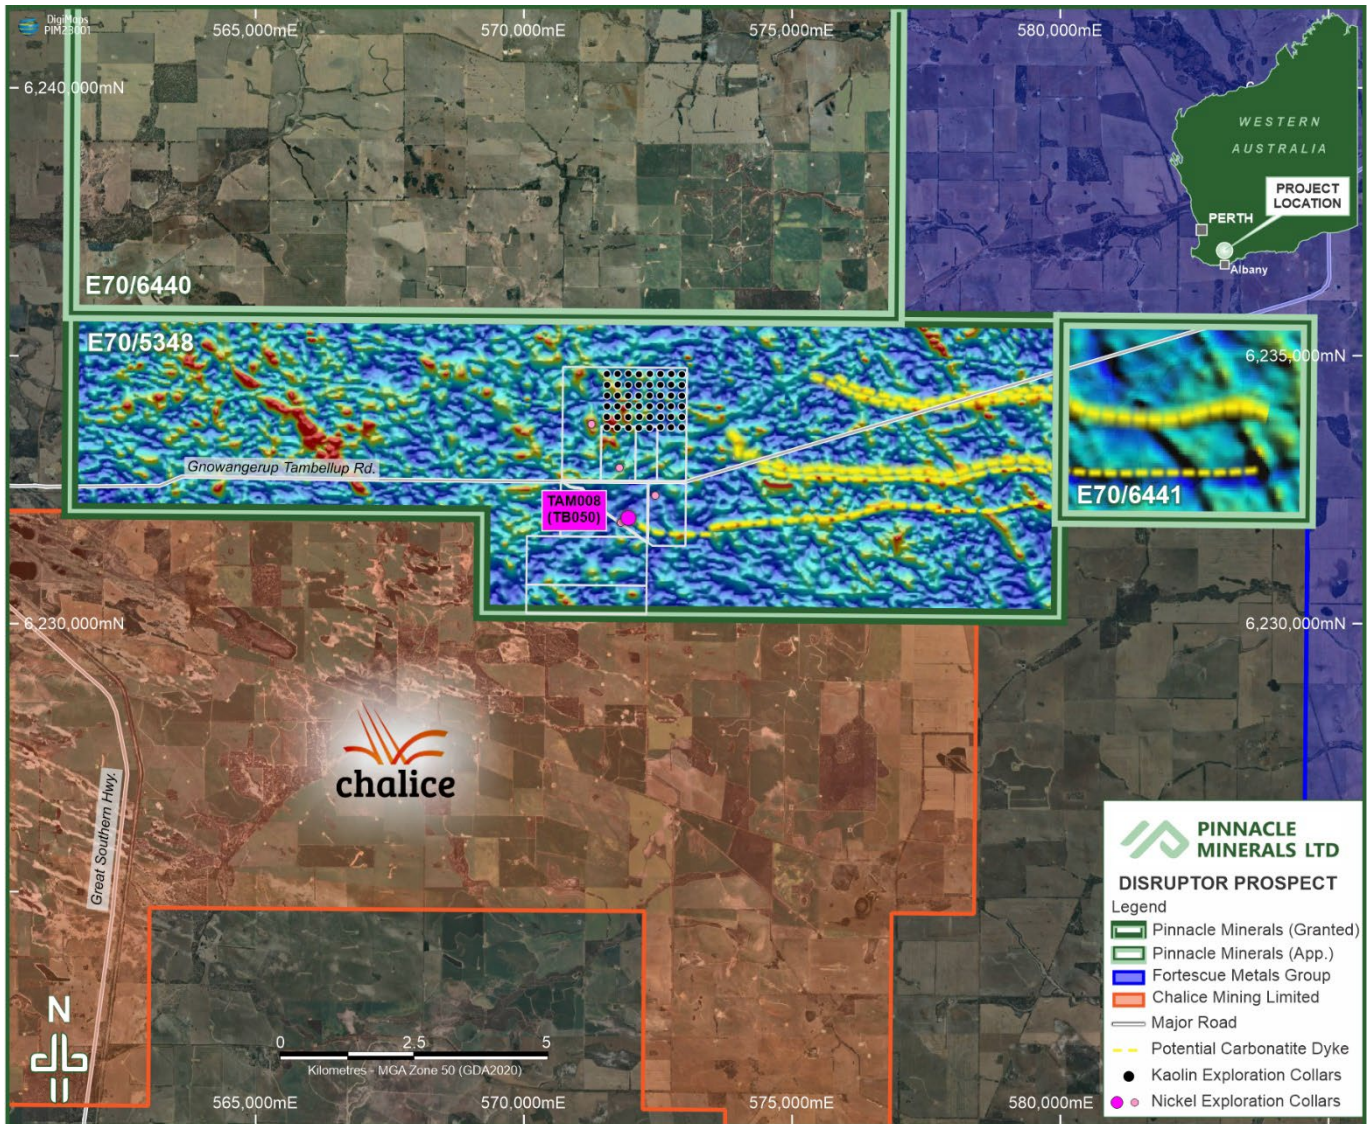 DigiMaps
PIM23001
565,000mE
570,000mE
575,000mE
580,000mE
6,240,000mN
WESTERN
AUSTRALIA
PROJECT
LOCATION
PERTH
Albany
E70/6440
E70/5348
6,235,000mN
Gnowangerup Tambellup Rd.
TAM008
(TB050)
E70/6441
6,230,000mN
6,230,000mN
chalice
Great Southern Hwy.
PINNACLE
MINERALS LTD
DISRUPTOR PROSPECT
Legend
Pinnacle Minerals (Granted)
Pinnacle Minerals (App.)
Fortescue Metals Group
Chalice Mining Limited
Major Road
Potential Carbonatite Dyke
Kaolin Exploration Collars
Nickel Exploration Collars
N
0
2.5
5
Kilometres - MGA Zone 50 (GDA2020)
565,000mE
570,000mE
575,000mE
580,000mE